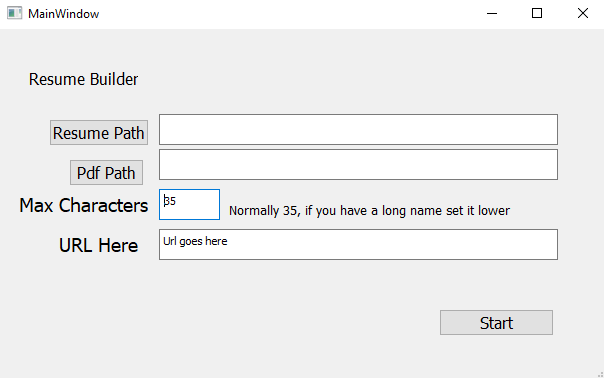 MainWindow
Resume Builder
Resume Path
Pdf Path
Max Characters 35 Normally 35, if you have a long name set it lower
URL Here Url goes here
Start